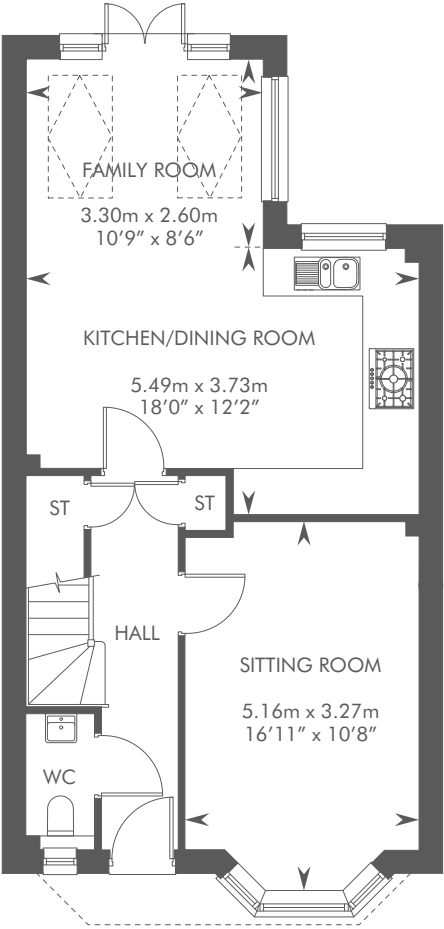 FAMILY ROOM
3.30m x 2.60m
10'9" x 8'6"
KITCHEN/DINING ROOM
5.49m x 3.73m
18'0" x 12'2"
ST
ST
HALL
SITTING ROOM
5.16m x 3.27m
16'11" x 10'8"
WC